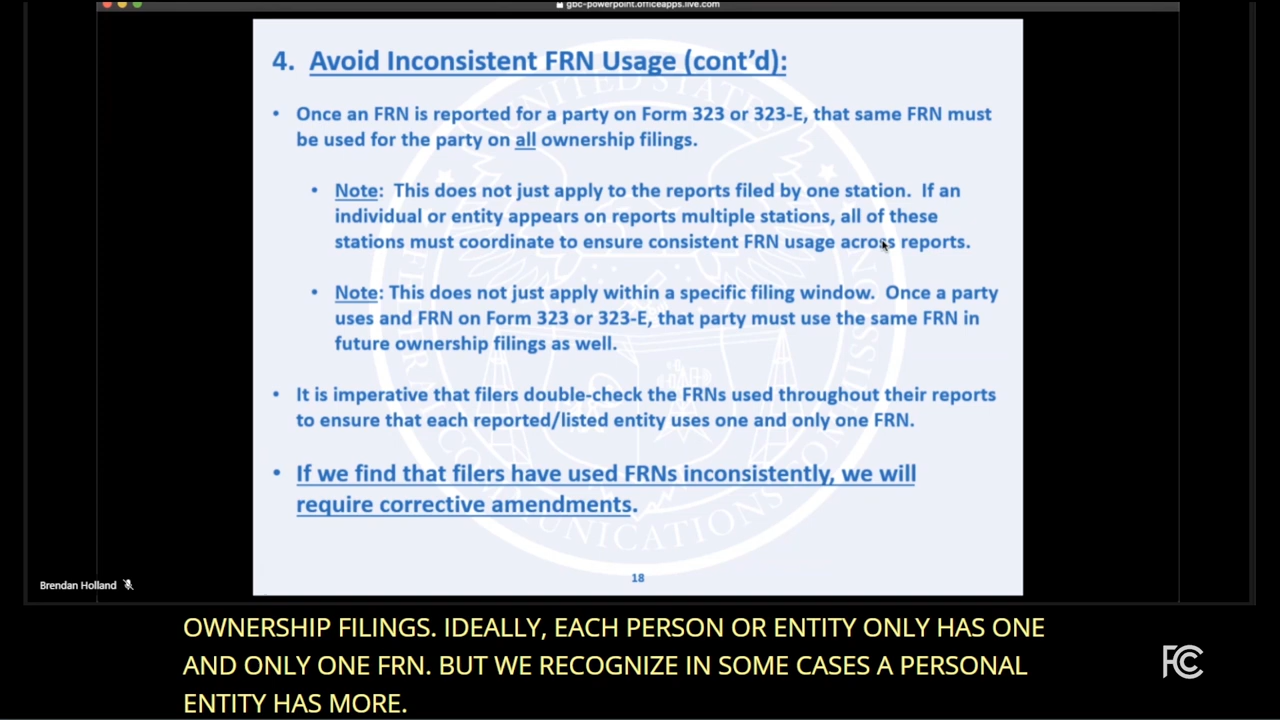 gbc-powerpoint.officeapps.live.com
4. Avoid Inconsistent FRN Usage (cont’d):
• Once an FRN is reported for a party on Form 323 or 323-E, that same FRN must
be used for the party on all ownership filings.
• Note: This does not just apply to the reports filed by one station. If an
individual or entity appears on reports multiple stations, all of these
stations must coordinate to ensure consistent FRN usage across reports.
• Note: This does not just apply within a specific filing window. Once a party
uses and FRN on Form 323 or 323-E, that party must use the same FRN in
future ownership filings as well.
• It is imperative that filers double-check the FRNs used throughout their reports
to ensure that each reported/listed entity uses one and only one FRN.
• If we find that filers have used FRNs inconsistently, we will
require corrective amendments.
18
Brendan Holland
OWNERSHIP FILINGS. IDEALLY, EACH PERSON OR ENTITY ONLY HAS ONE
AND ONLY ONE FRN. BUT WE RECOGNIZE IN SOME CASES A PERSONAL
ENTITY HAS MORE.
FCC